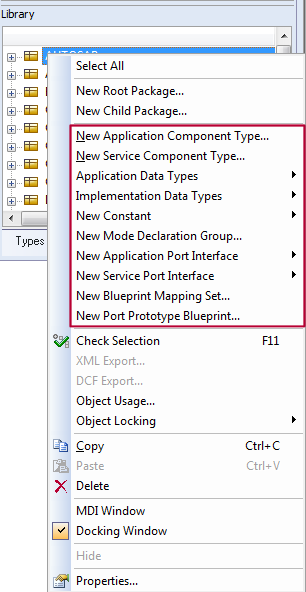 Library
AUTOSAR
Select All
New Root Package...
New Child Package...
New Application Component Type...
New Service Component Type...
Application Data Types
Implementation Data Types
New Constant
New Mode Declaration Group...
New Application Port Interface
New Service Port Interface
New Blueprint Mapping Set...
New Port Prototype Blueprint...
Types
Check Selection F11
XML Export...
DCF Export...
Object Usage...
Object Locking
Copy Ctrl+C
Paste Ctrl+V
Delete
MDI Window
Docking Window
Hide
Properties...